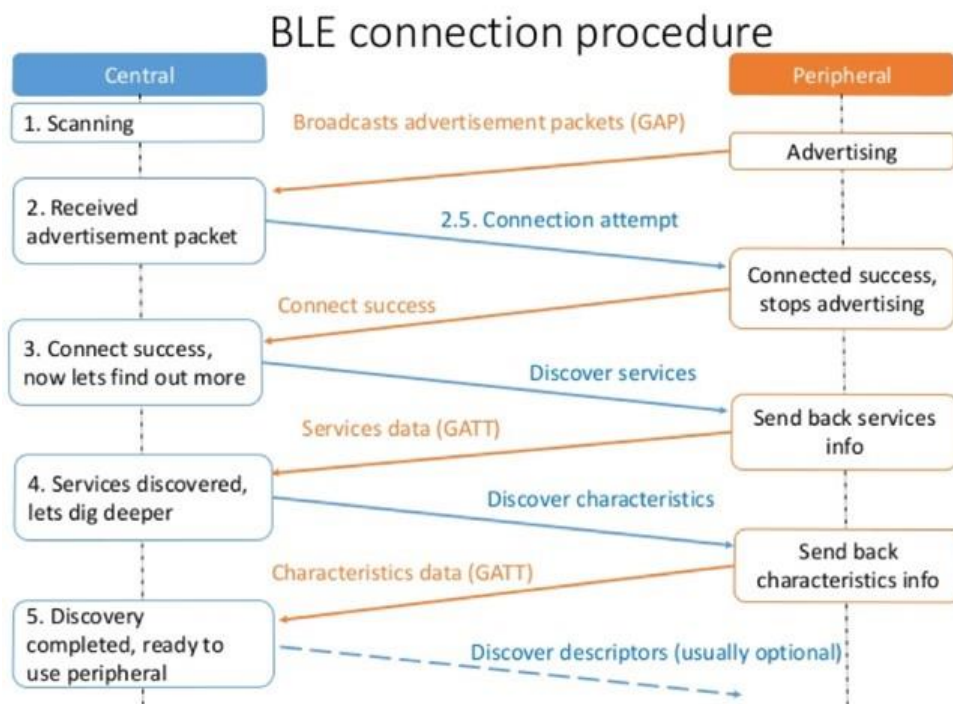 BLE connection procedure
Central
Peripheral
1. Scanning
Broadcasts advertisement packets (GAP)
Advertising
2. Received
advertisement packet
2.5. Connection attempt
Connected success,
stops advertising
Connect success
3. Connect success,
now lets find out more
Discover services
Send back services
info
Services data (GATT)
4. Services discovered,
lets dig deeper
Discover characteristics
Send back
characteristics info
Characteristics data (GATT)
5. Discovery
completed, ready to
use peripheral
Discover descriptors (usually optional)